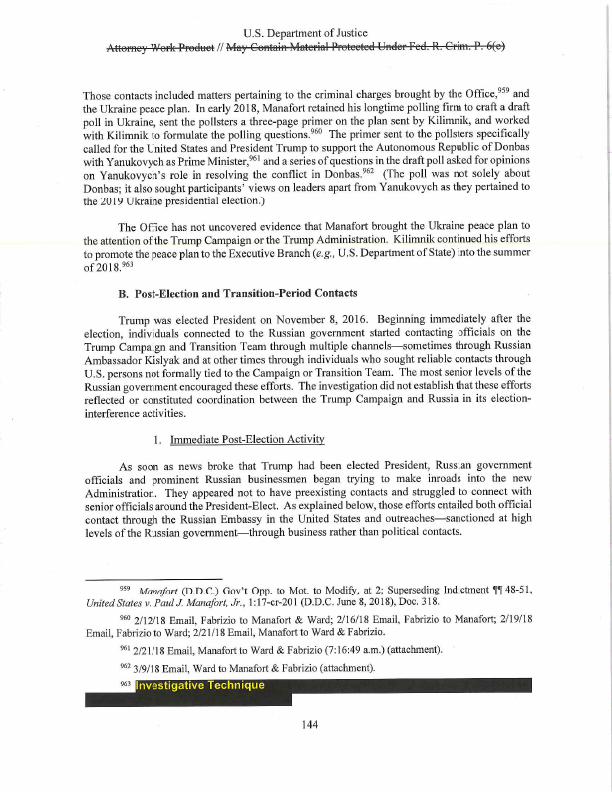 U.S. Department of Justice
Attorney Work Product // May Contain Material Protected Under Fed. R. Crim. P. 6(e)
Those contacts included matters pertaining to the criminal charges brought by the Office,959 and
the Ukraine peace plan. In early 2018, Manafort retained his longtime polling firm to craft a draft
poll in Ukraine, sent the pollsters a three-page primer on the plan sent by Kilimnik, and worked
with Kilimnik to formulate the polling questions.960 The primer sent to the pollsters specifically
called for the United States and President Trump to support the Autonomous Republic of Donbas
with Yanukovych as Prime Minister,961 and a series of questions in the draft poll asked for opinions
on Yanukovych's role in resolving the conflict in Donbas.962 (The poll was not solely about
Donbas; it also sought participants' views on leaders apart from Yanukovych as they pertained to
the 2019 Ukraine presidential election.)
The Office has not uncovered evidence that Manafort brought the Ukraine peace plan to
the attention of the Trump Campaign or the Trump Administration. Kilimnik continued his efforts
to promote the peace plan to the Executive Branch (e.g., U.S. Department of State) into the summer
of 2018.963
B. Post-Election and Transition-Period Contacts
Trump was elected President on November 8, 2016. Beginning immediately after the
election, individuals connected to the Russian government started contacting officials on the
Trump Campaign and Transition Team through multiple channels—sometimes through Russian
Ambassador Kislyak and at other times through individuals who sought reliable contacts through
U.S. persons not formally tied to the Campaign or Transition Team. The most senior levels of the
Russian government encouraged these efforts. The investigation did not establish that these efforts
reflected or constituted coordination between the Trump Campaign and Russia in its election-
interference activities.
1. Immediate Post-Election Activity
As soon as news broke that Trump had been elected President, Russian government
officials and prominent Russian businessmen began trying to make inroads into the new
Administration. They appeared not to have preexisting contacts and struggled to connect with
senior officials around the President-Elect. As explained below, those efforts entailed both official
contact through the Russian Embassy in the United States and outreaches—sanctioned at high
levels of the Russian government—through business rather than political contacts.
959 Manafort (D.D.C.) Gov't Opp. to Mot. to Modify, at 2; Superseding Indictment ¶¶ 48-51,
United States v. Paul J. Manafort, Jr., 1:17-cr-201 (D.D.C. June 8, 2018), Doc. 318.
960 2/12/18 Email, Fabrizio to Manafort & Ward; 2/16/18 Email, Fabrizio to Manafort; 2/19/18
Email, Fabrizio to Ward; 2/21/18 Email, Manafort to Ward & Fabrizio.
961 2/21/18 Email, Manafort to Ward & Fabrizio (7:16:49 a.m.) (attachment).
962 3/9/18 Email, Ward to Manafort & Fabrizio (attachment).
963 Investigative Technique
144